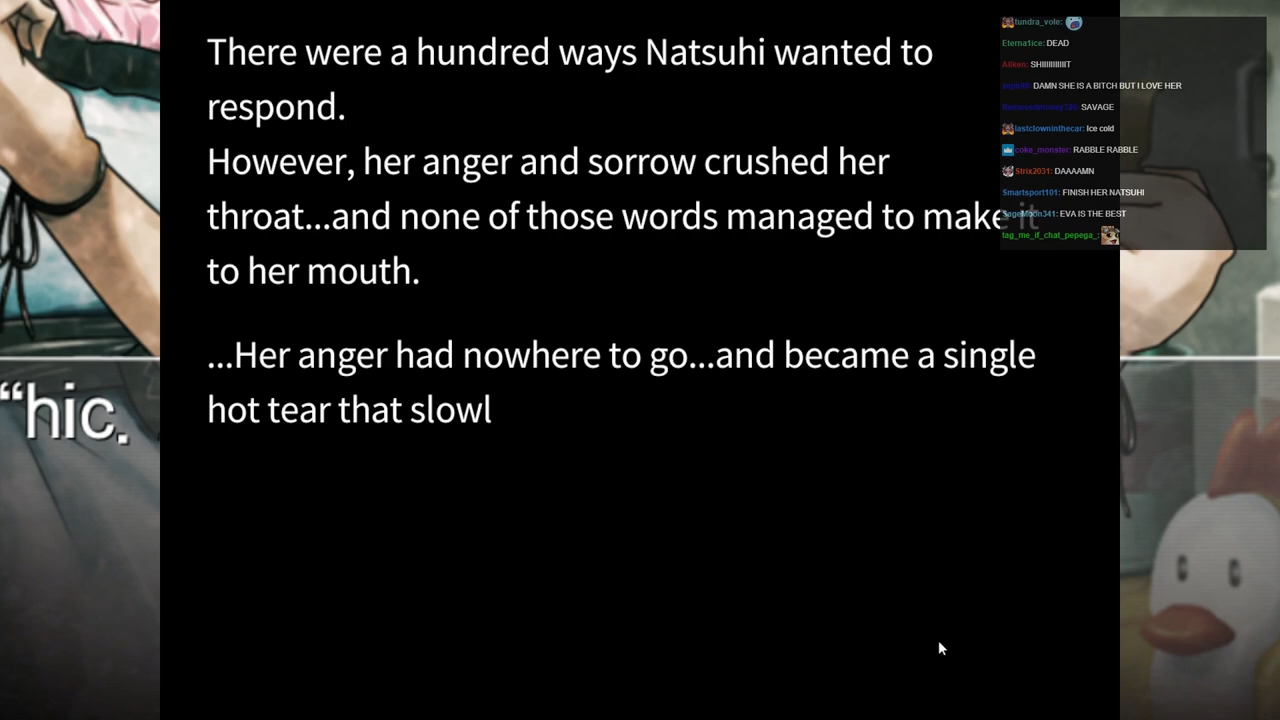 There were a hundred ways Natsuhi wanted to
respond.
However, her anger and sorrow crushed her
throat...and none of those words managed to make it
to her mouth.
...Her anger had nowhere to go...and became a single
hot tear that slowl
“hic.
tundra_vole:
Eterna1ice: DEAD
Allken: SHIIIIIIIIIIT
DAMN SHE IS A BITCH BUT I LOVE HER
SAVAGE
lastclowninthecar: Ice cold
coke_monster: RABBLE RABBLE
Strix2031: DAAAAMN
Smartsport101: FINISH HER NATSUHI
SageMoon341: EVA IS THE BEST
tag_me_if_chat_pepega_: